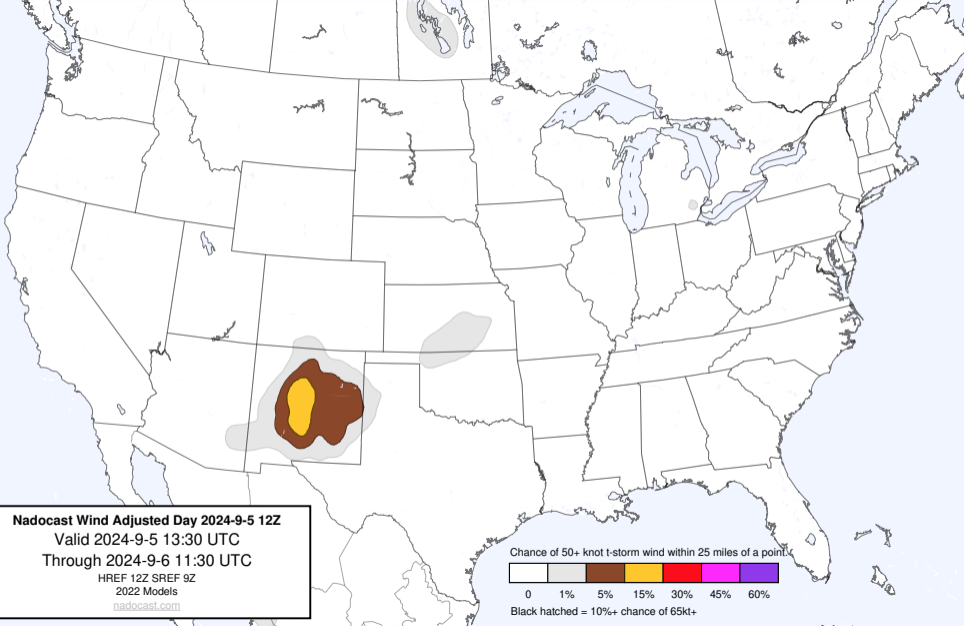 Nadocast Wind Adjusted Day 2024-9-5 12Z
Valid 2024-9-5 13:30 UTC
Through 2024-9-6 11:30 UTC
HREF 12Z SREF 9Z
2022 Models
nadocast.com
Chance of 50+ knot t-storm wind within 25 miles of a point.
0 1% 5% 15% 30% 45% 60%
Black hatched = 10%+ chance of 65kt+